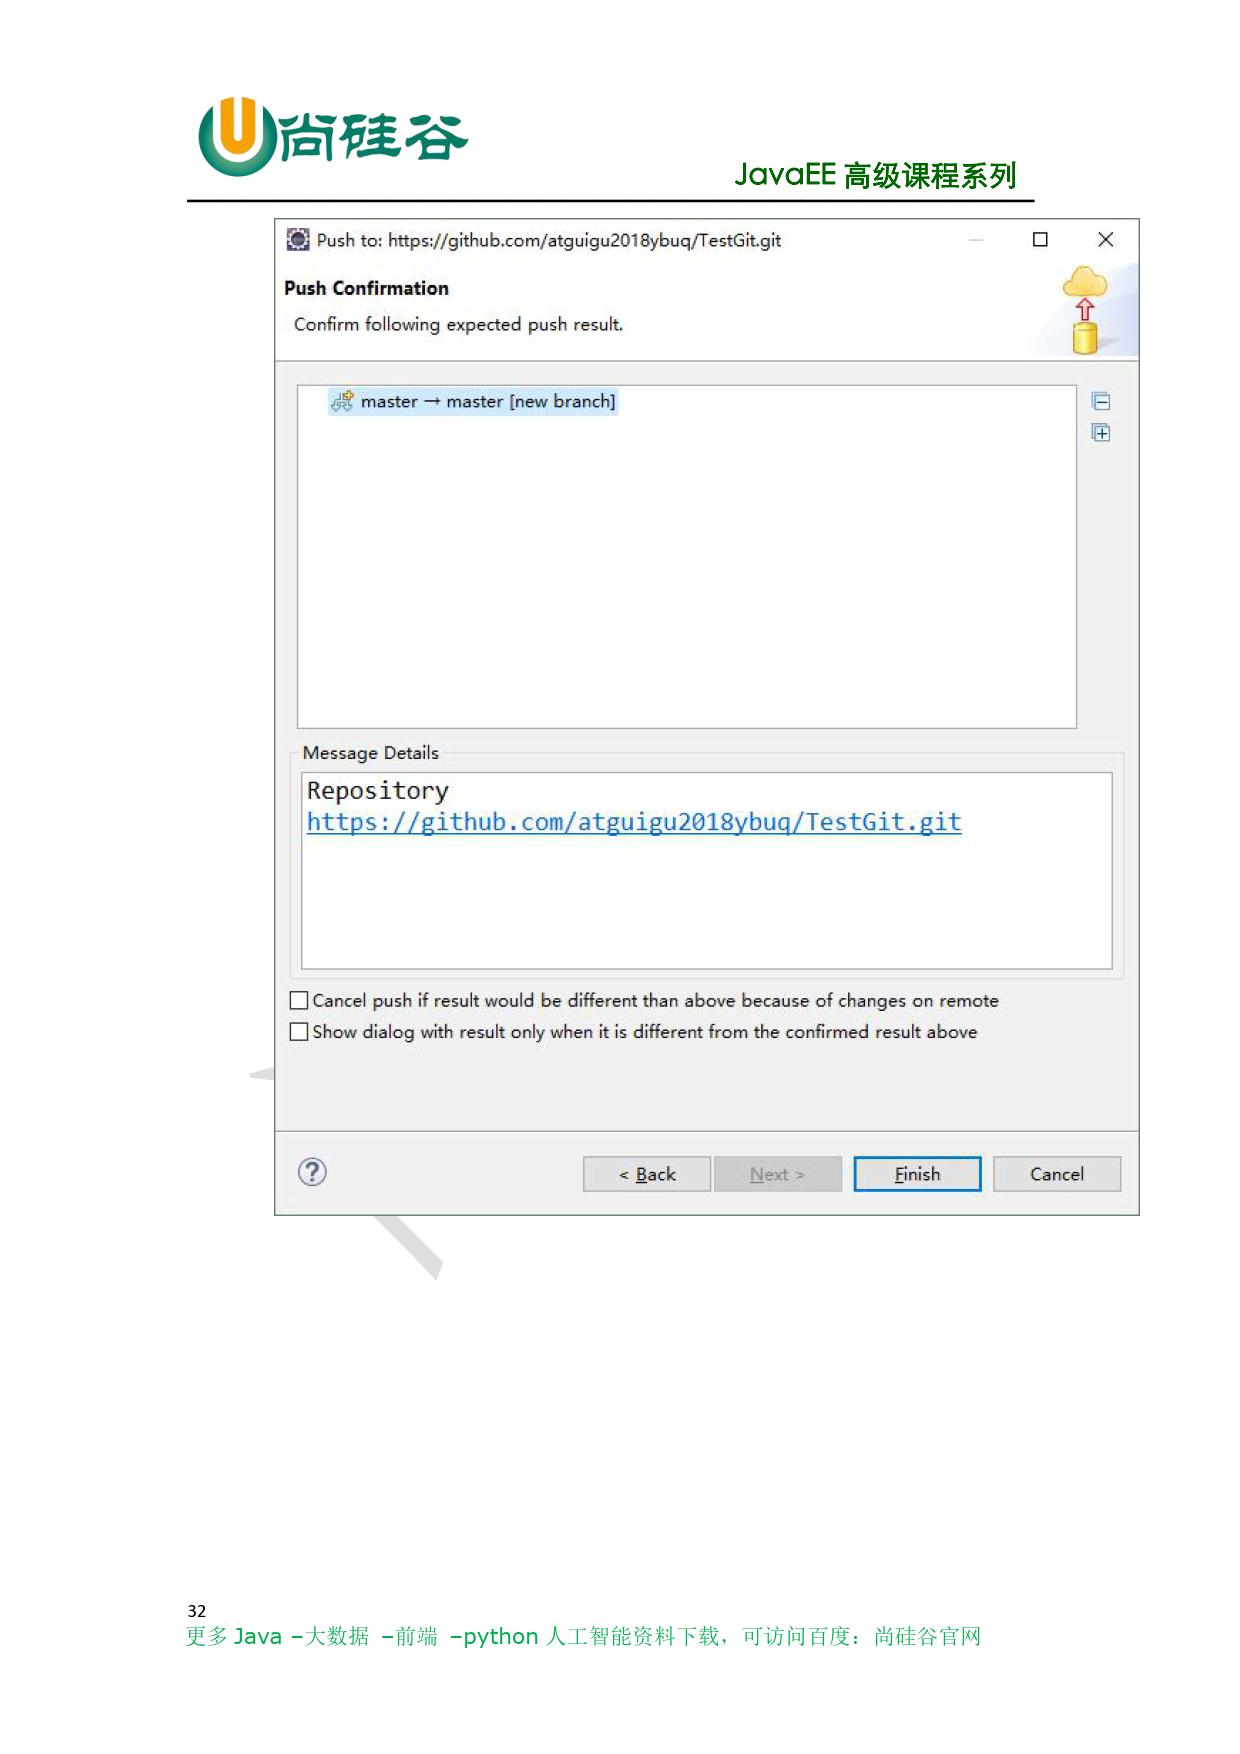 尚硅谷
JavaEE 高级课程系列
Push to: https://github.com/atguigu2018ybuq/TestGit.git
Push Confirmation
Confirm following expected push result.
master → master [new branch]
Message Details
Repository
https://github.com/atguigu2018ybuq/TestGit.git
Cancel push if result would be different than above because of changes on remote
Show dialog with result only when it is different from the confirmed result above
< Back Next > Finish Cancel
32
更多 Java –大数据 –前端 –python 人工智能资料下载，可访问百度：尚硅谷官网